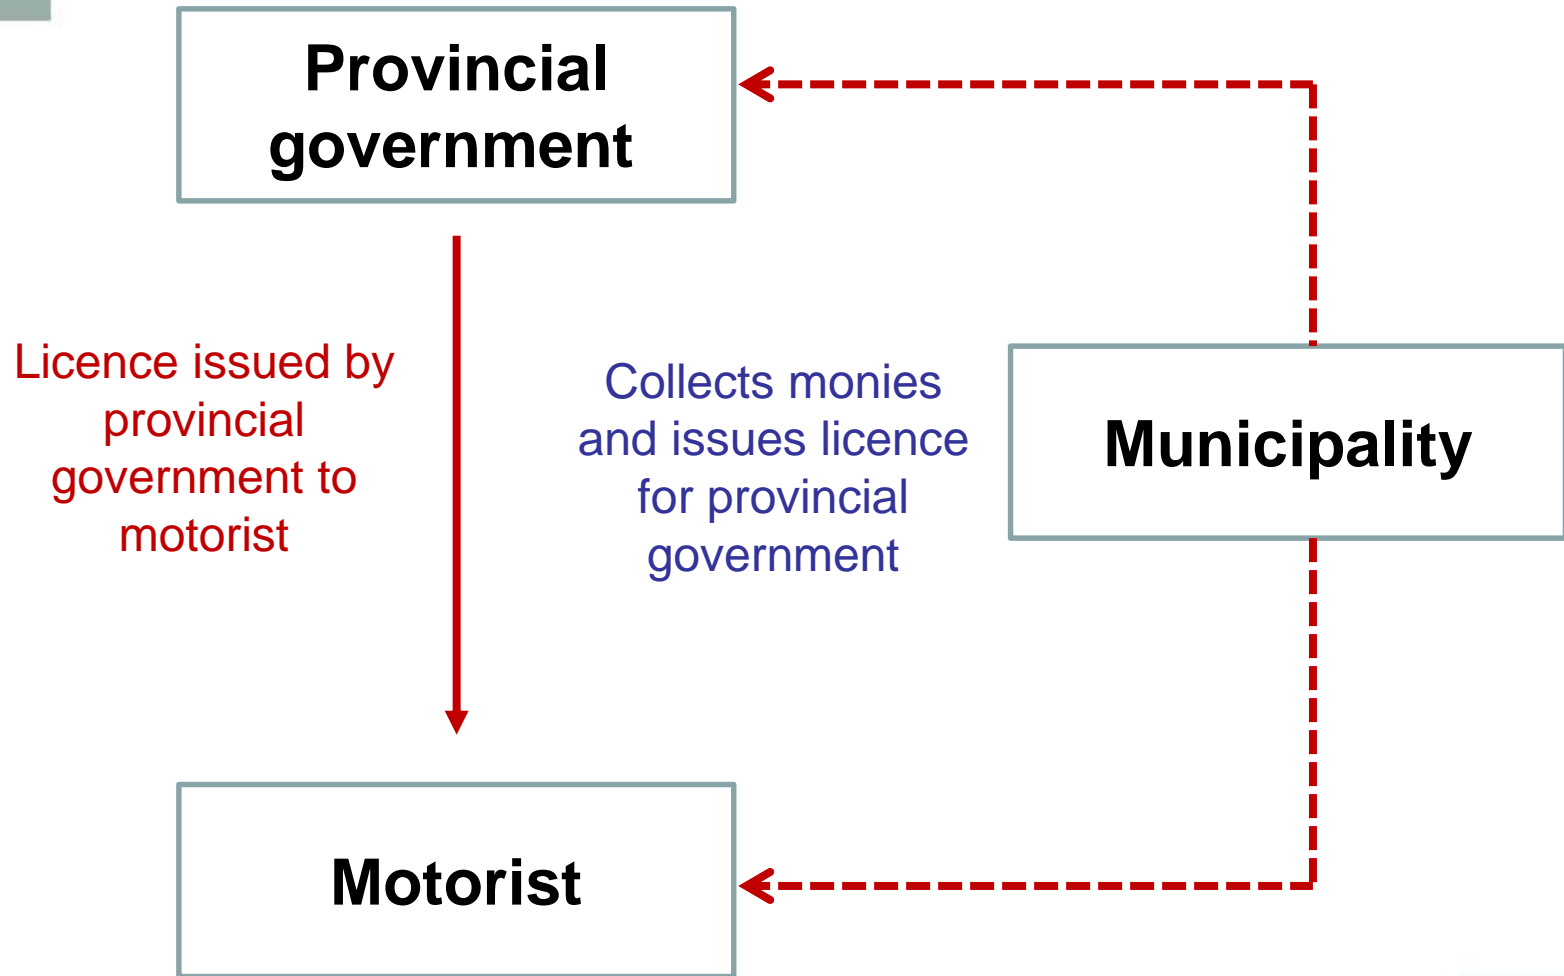 Provincial
government
Licence issued by
provincial
government to
motorist
Collects monies
and issues licence
for provincial
government
Municipality
Motorist